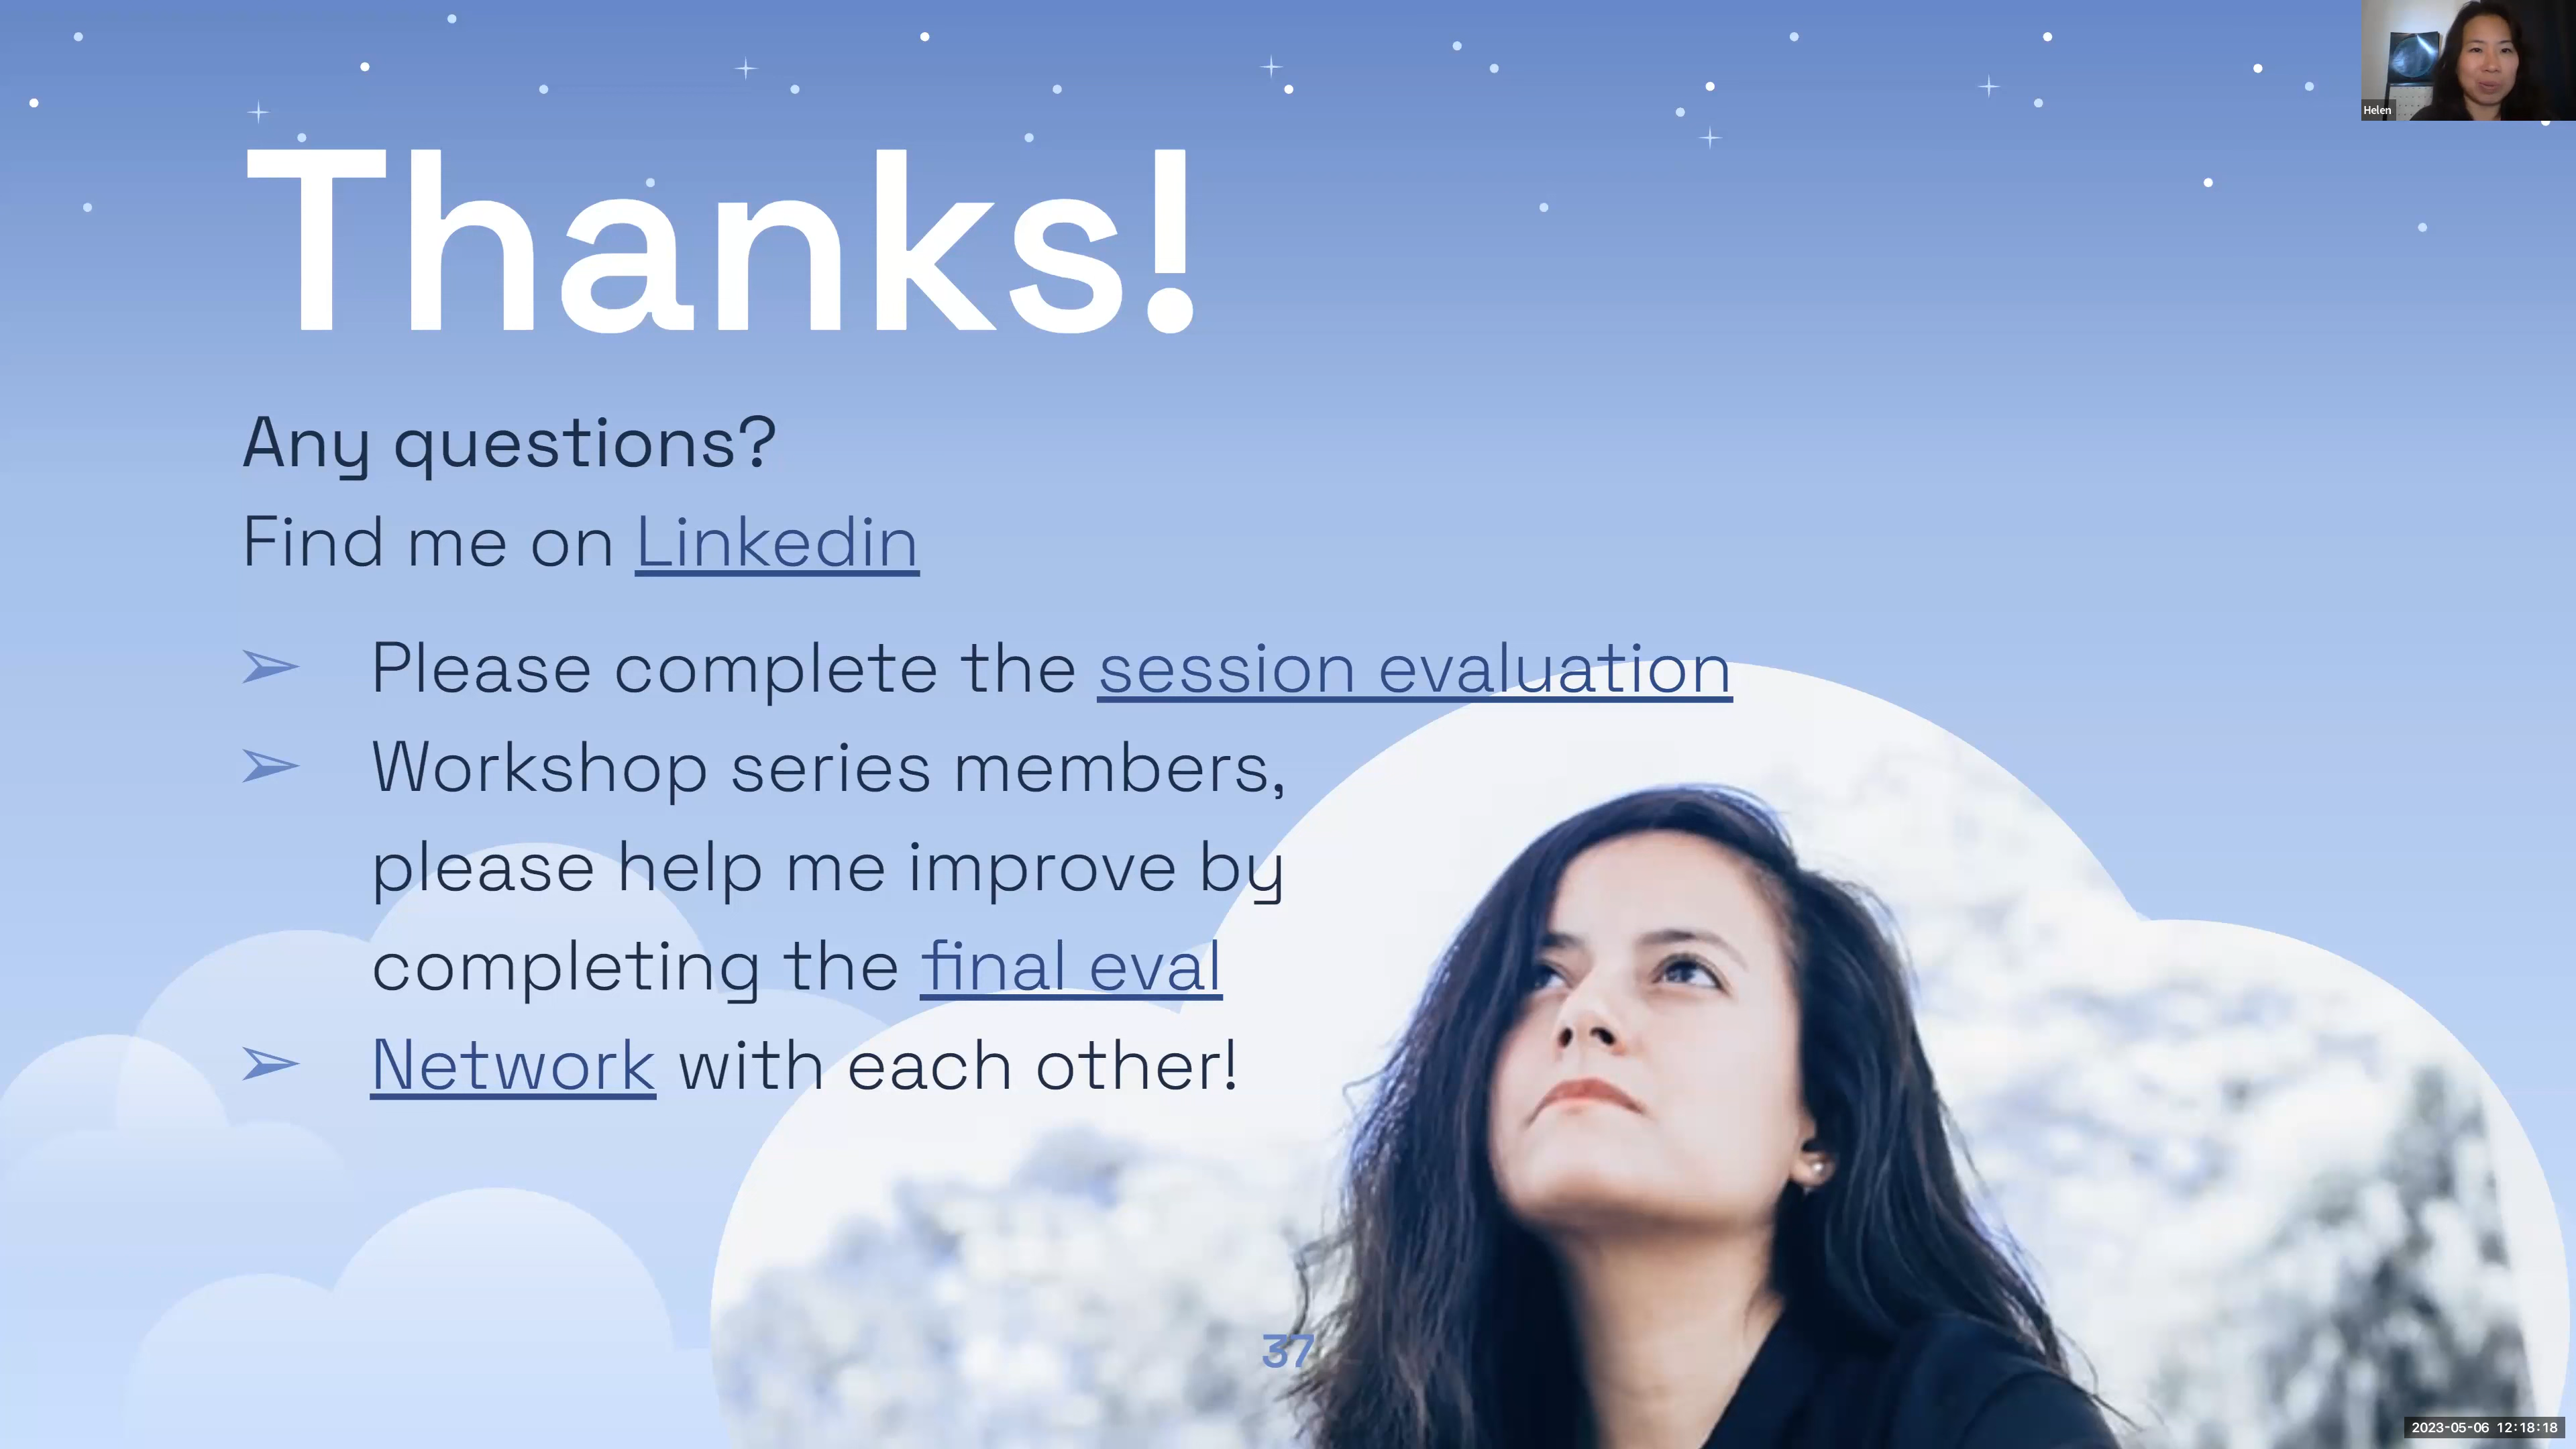 Helen
Thanks!
Any questions?
Find me on Linkedin
➢ Please complete the session evaluation
➢ Workshop series members,
please help me improve by
completing the final eval
➢ Network with each other!
37
2023-05-06 12:18:18